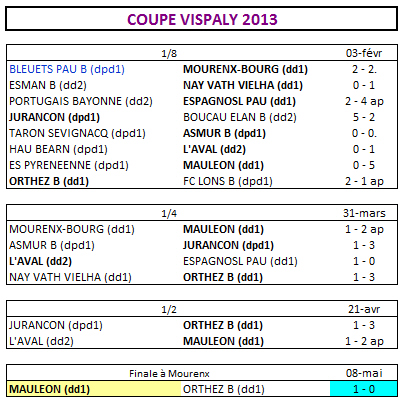 COUPE VISPALY 2013
1/8 03-févr
BLEUETS PAU B (dpd1) MOURENX-BOURG (dd1) 2 - 2.
ESMAN B (dd2) NAY VATH VIELHA (dd1) 0 - 1
PORTUGAIS BAYONNE (dd2) ESPAGNOSL PAU (dd1) 2 - 4 ap
JURANCON (dpd1) BOUCAU ELAN B (dd2) 5 - 2
TARON SEVIGNACQ (dd1) ASMUR B (dpd1) 0 - 0.
HAU BEARN (dpd1) L'AVAL (dd2) 0 - 1
ES PYRENEENNE (dd1) MAULEON (dd1) 0 - 5
ORTHEZ B (dd1) FC LONS B (dpd1) 2 - 1 ap
1/4 31-mars
MOURENX-BOURG (dd1) MAULEON (dd1) 1 - 2 ap
ASMUR B (dpd1) JURANCON (dpd1) 1 - 3
L'AVAL (dd2) ESPAGNOSL PAU (dd1) 1 - 0
NAY VATH VIELHA (dd1) ORTHEZ B (dd1) 1 - 3
1/2 21-avr
JURANCON (dpd1) ORTHEZ B (dd1) 1 - 3
L'AVAL (dd2) MAULEON (dd1) 1 - 2 ap
Finale à Mourenx 08-mai
MAULEON (dd1) ORTHEZ B (dd1) 1 - 0